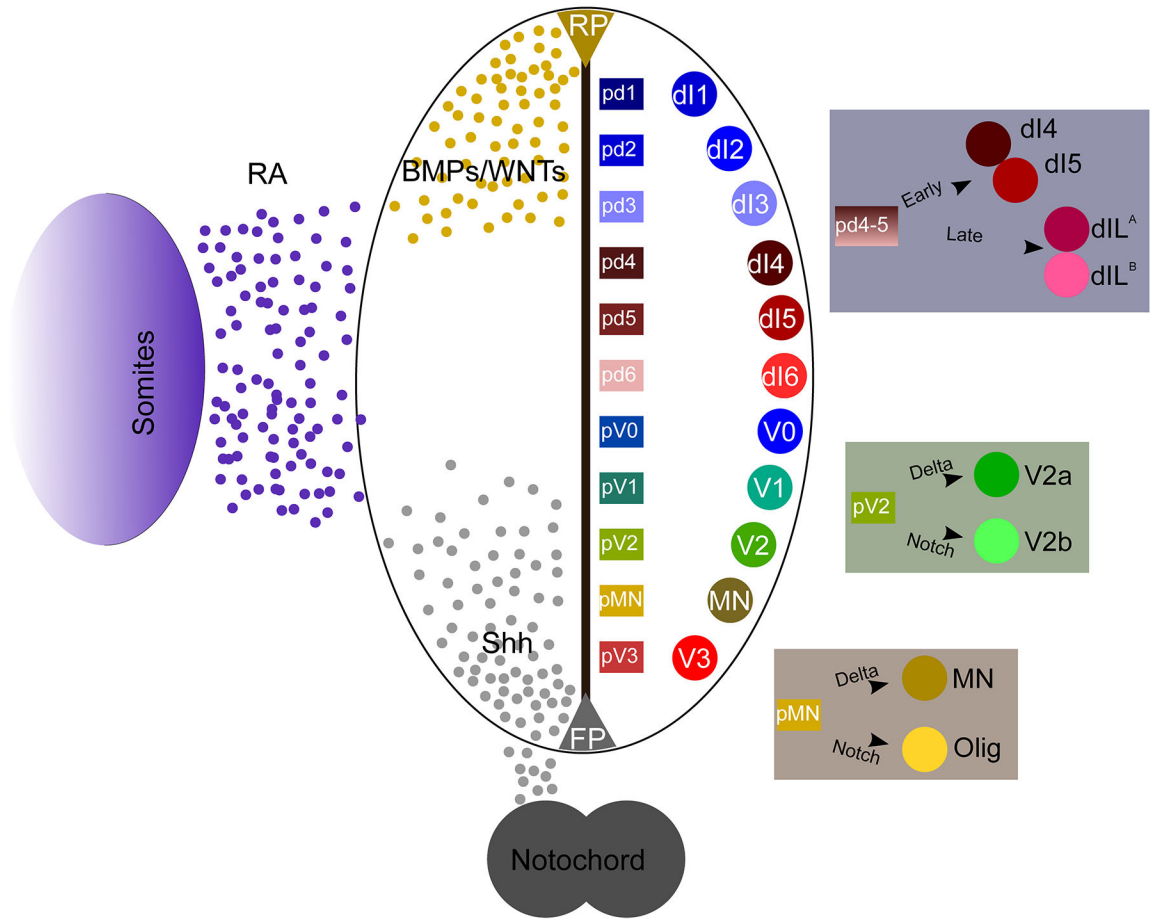 RP
pd1 dI1
pd2 dI2
RA
BMPs/WNTs
pd3 dI3
pd4 dI4
pd5 dI5
Somites
pd6 dI6
pV0 V0
pV1 V1
pV2 V2
pMN MN
Shh
pV3 V3
FP
Notochord
dI4
dI5
Early
pd4-5
Late
dIL A
dIL B
Delta
V2a
pV2
Notch
V2b
Delta
MN
pMN
Notch
Olig